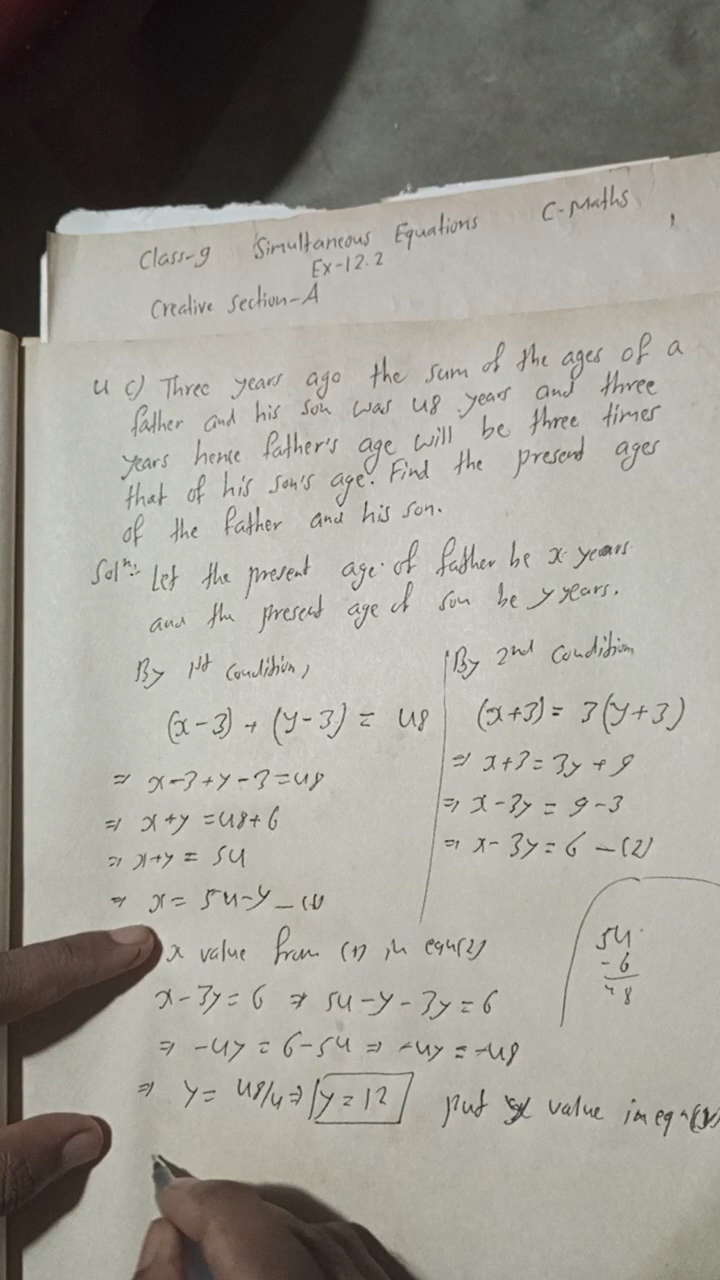 Class-9 Simultaneous Equations C-Maths
Ex-12.2
Creative Section-A
4 c) Three years ago the sum of the ages of a
father and his son was 48 years and three
years hence father's age will be three times
that of his son's age. Find the present ages
of the father and his son.
Solⁿ:- Let the present age of father be x years
and the present age of son be y years.
By 1st condition,
(x-3) + (y-3) = 48
⇒ x-3+y-3=48
⇒ x+y = 48+6
⇒ x+y = 54
⇒ x = 54-y -(1)
By 2nd condition
(x+3) = 3(y+3)
⇒ x+3 = 3y + 9
⇒ x-3y = 9-3
⇒ x-3y = 6 -(2)
x value from (1) in eqn(2)
x-3y = 6 ⇒ 54-y-3y = 6
⇒ -4y = 6-54 ⇒ -4y = -48
⇒ y = 48/4 ⇒ y = 12 put value in eqn(1)
54
-6
48